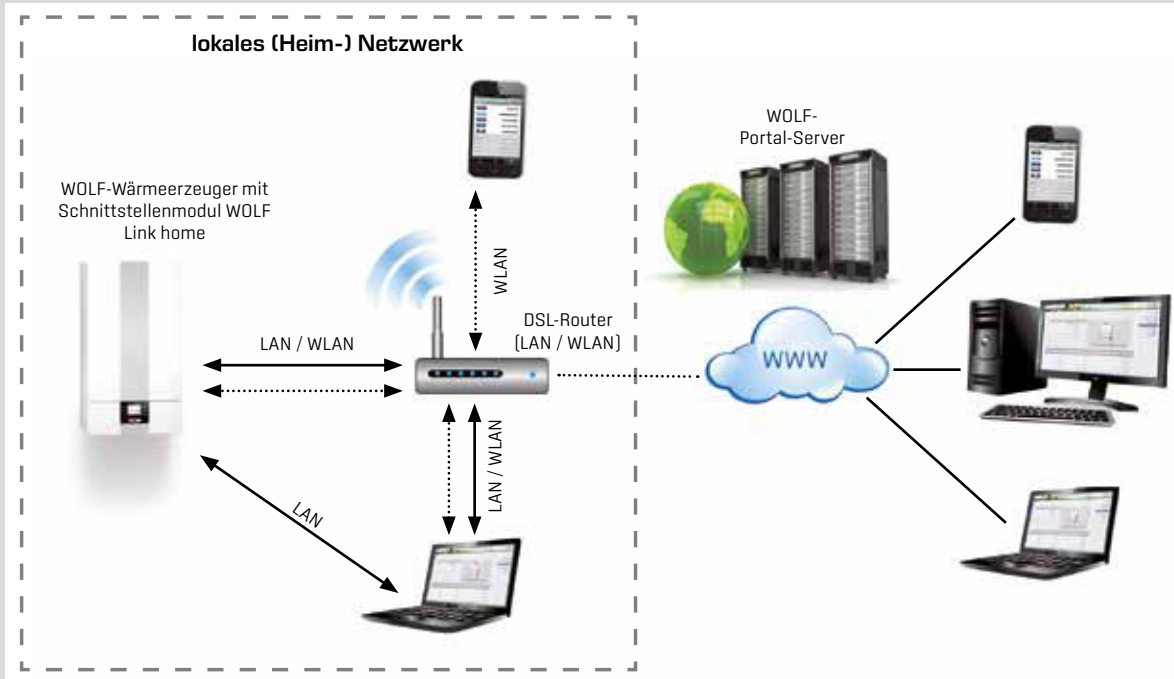 lokales (Heim-) Netzwerk
WOLF-Wärmeerzeuger mit
Schnittstellenmodul WOLF
Link home
LAN / WLAN
WLAN
DSL-Router
(LAN / WLAN)
LAN / WLAN
LAN
WOLF-
Portal-Server
WWW